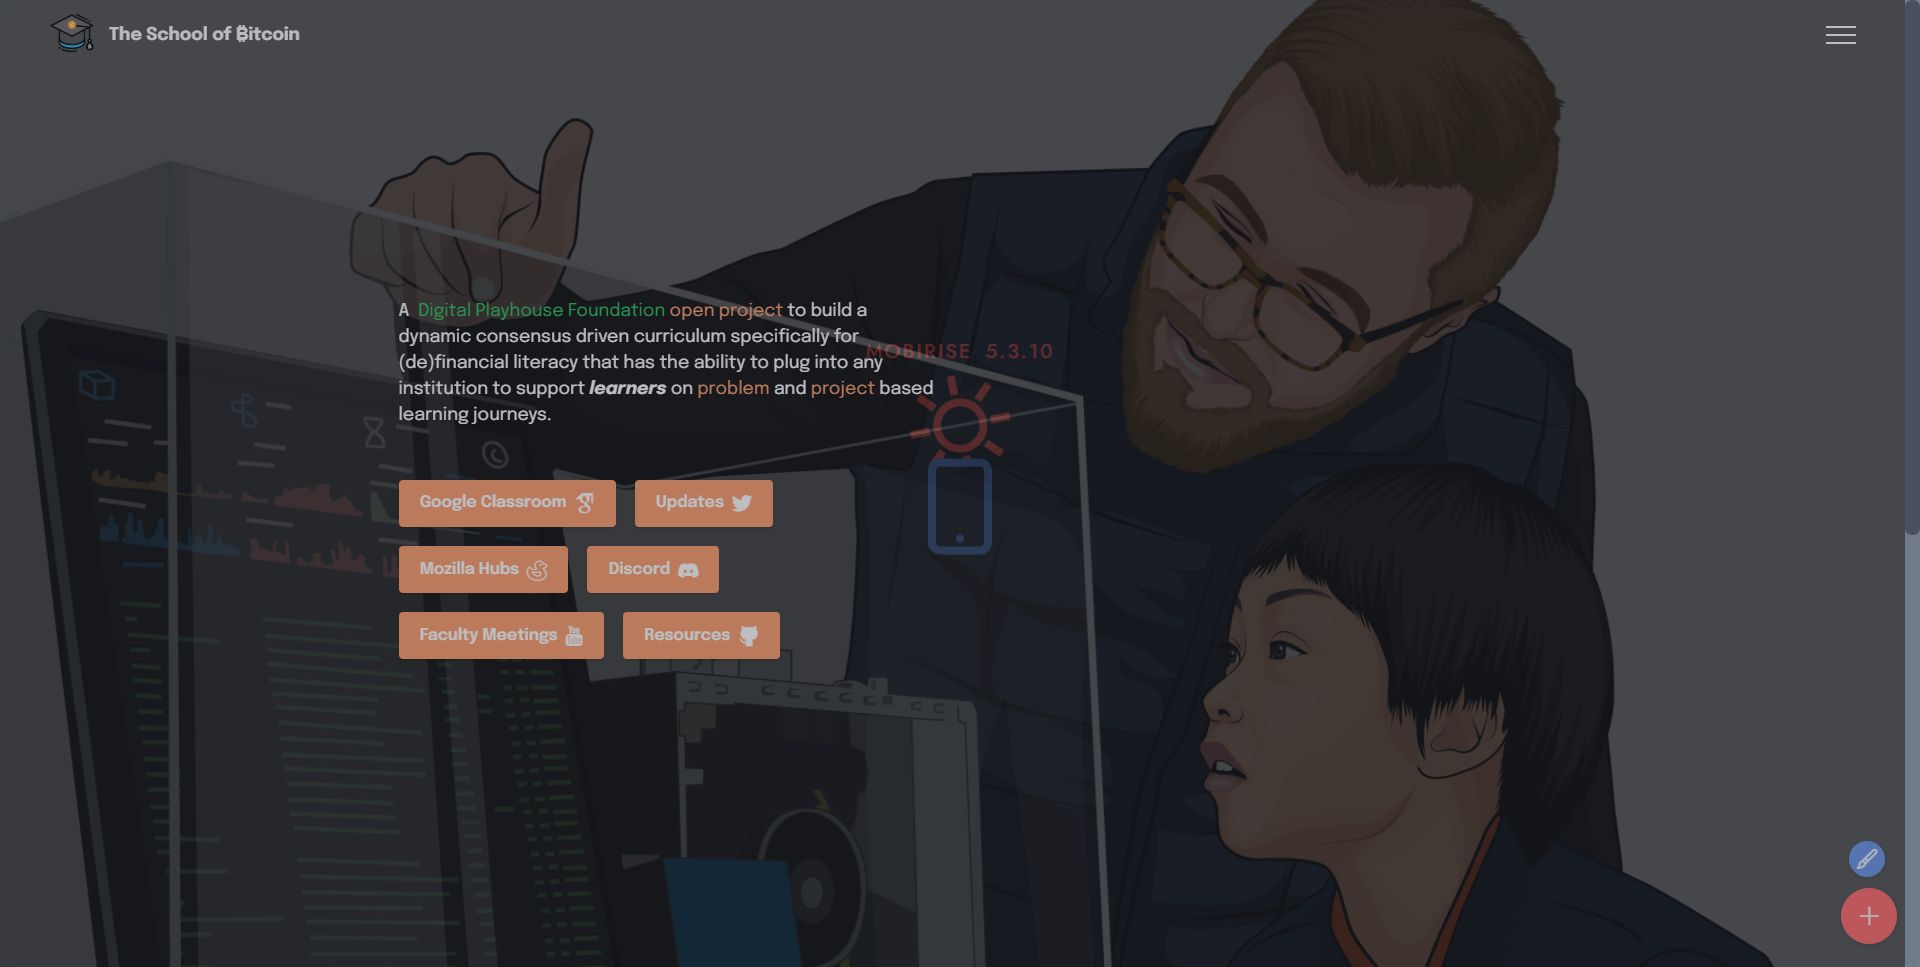 The School of ₿itcoin
A Digital Playhouse Foundation open project to build a
dynamic consensus driven curriculum specifically for
(de)financial literacy that has the ability to plug into any
MOBIRISE 5.3.10
institution to support learners on problem and project based
learning journeys.
Google Classroom
Updates
Mozilla Hubs
Discord
Faculty Meetings
You
Tube
Resources